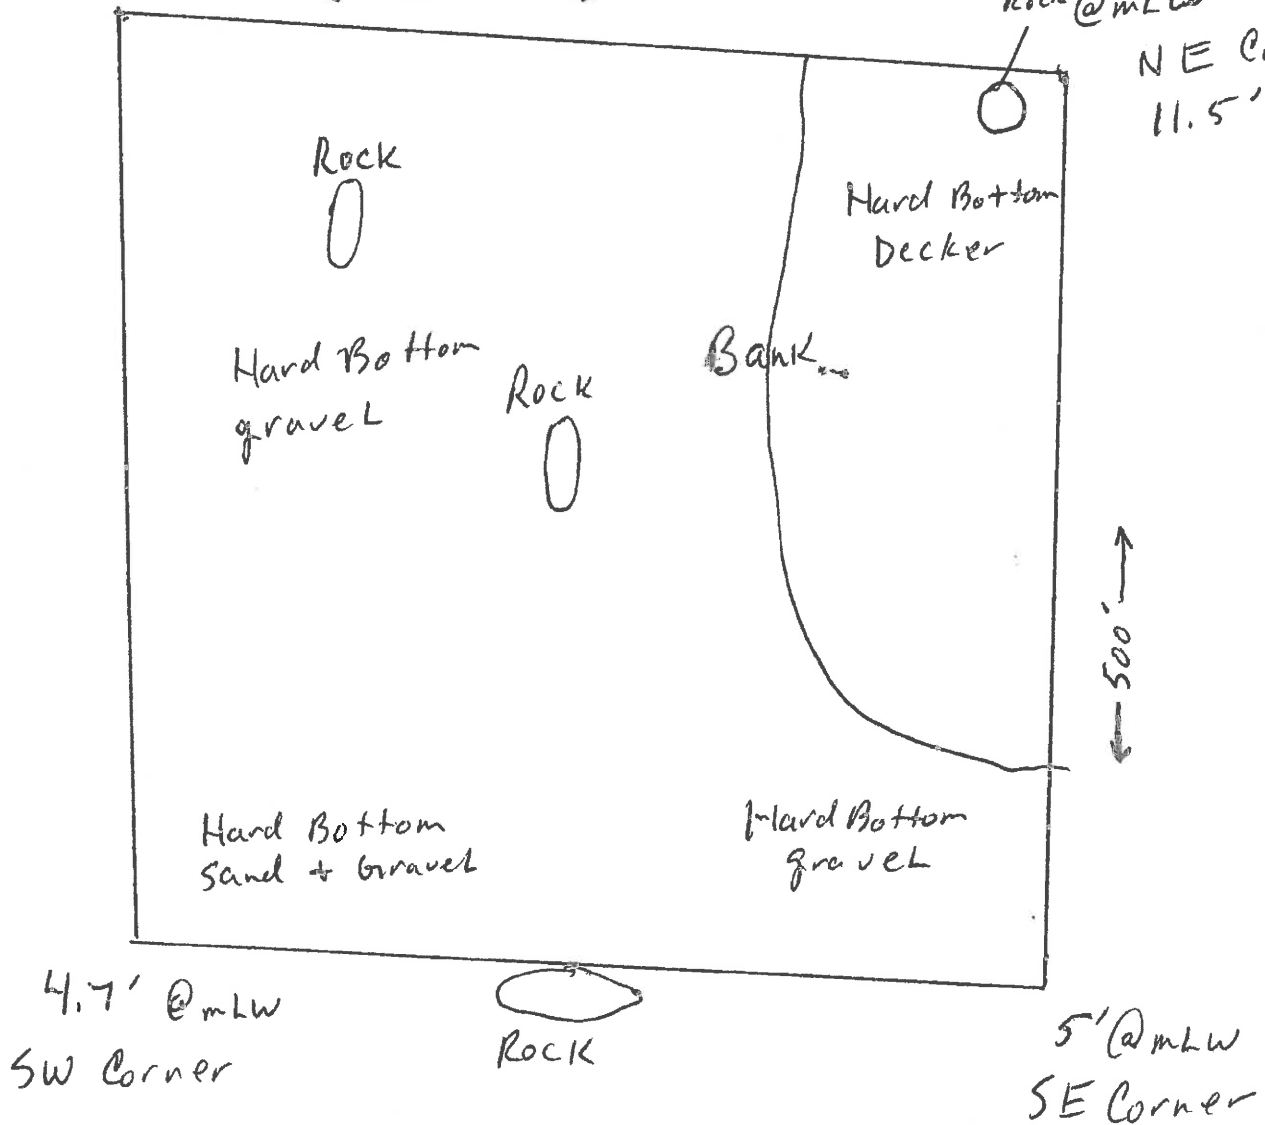 @mLW
NE C
11.5'
Rock
Hard Bottom
Decker
Hard Bottom
gravel
Rock
Bank...
500'
Hard Bottom
Sand + Gravel
Hard Bottom
gravel
4.7' @mLW
SW Corner
Rock
5' @mLW
SE Corner